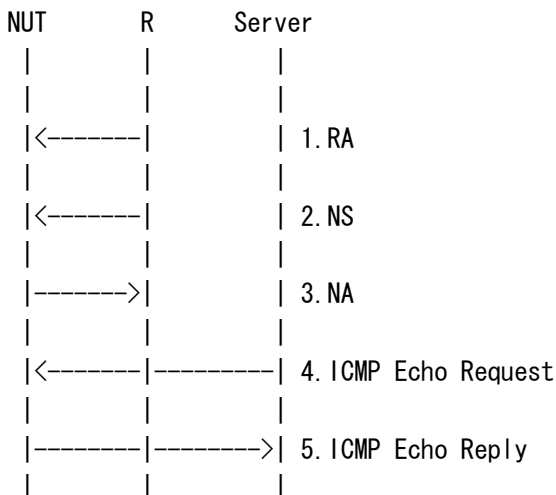 NUT R Server
1.RA
2.NS
3.NA
4.ICMP Echo Request
5.ICMP Echo Reply